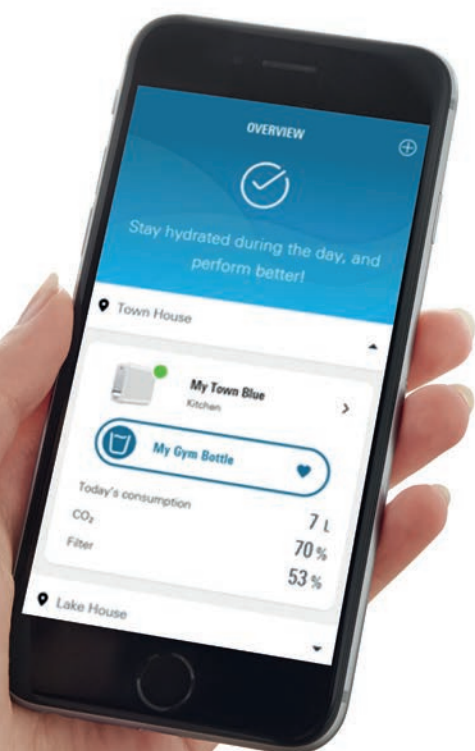 OVERVIEW
Stay hydrated during the day, and
perform better!
Town House
My Town Blue
Kitchen
My Gym Bottle
Today's consumption 7 L
CO₂ 70 %
Filter 53 %
Lake House